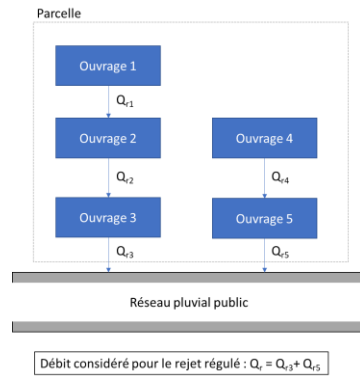 Parcelle
Ouvrage 1
Qr1
Ouvrage 2
Ouvrage 4
Qr2
Qr4
Ouvrage 3
Ouvrage 5
Qr3
Qr5
Réseau pluvial public
Débit considéré pour le rejet régulé : Qr = Qr3+ Qr5